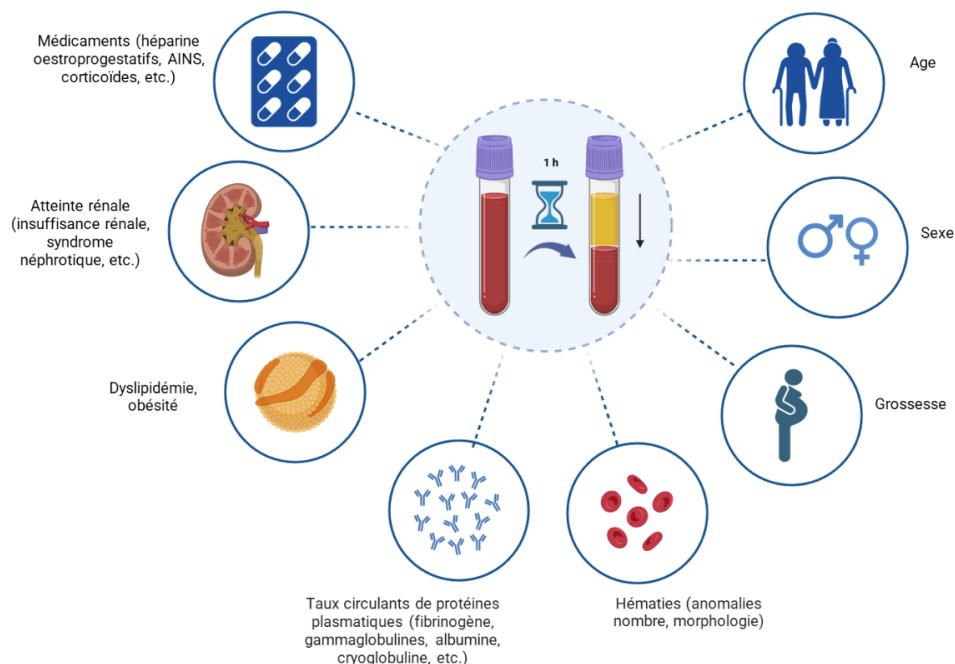 Médicaments (héparine
oestroprogestatifs, AINS,
corticoïdes, etc.)
Age
1 h
Atteinte rénale
(insuffisance rénale,
syndrome
néphrotique, etc.)
Sexe
Dyslipidémie,
obésité
Grossesse
Taux circulants de protéines
plasmatiques (fibrinogène,
gammaglobulines, albumine,
cryoglobuline, etc.)
Hématies (anomalies
nombre, morphologie)